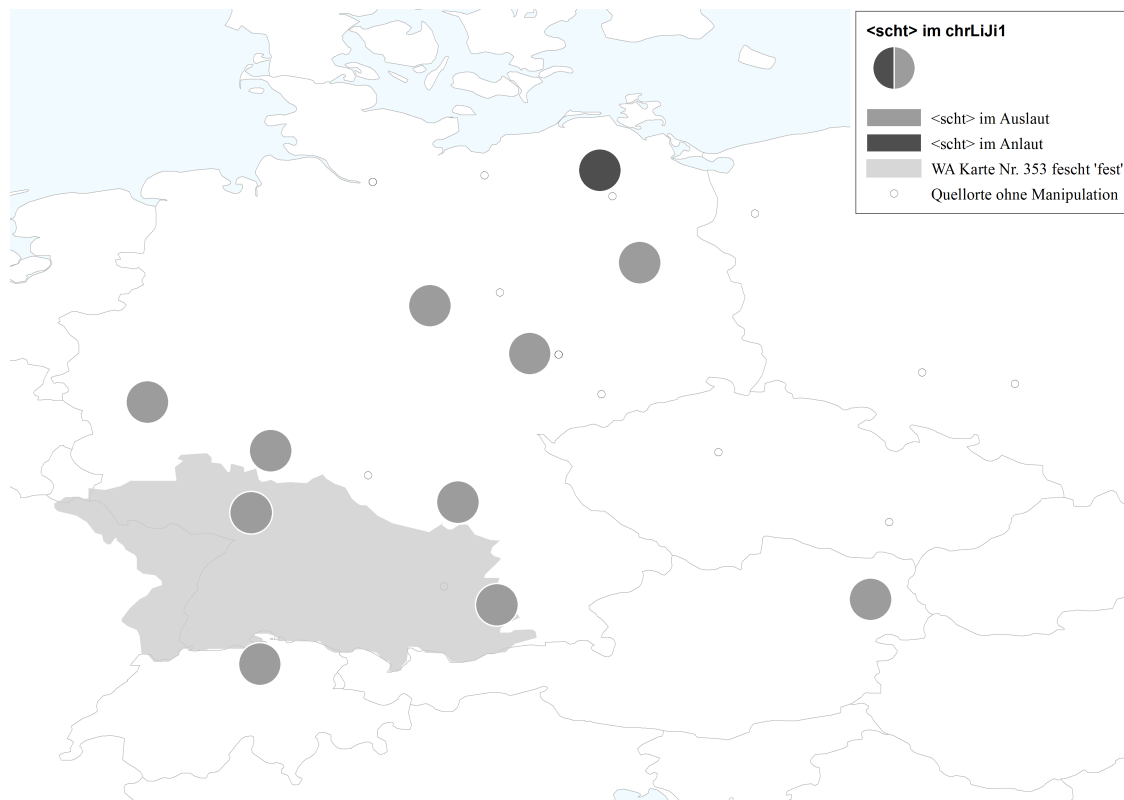 <scht> im chrLiJi1
<scht> im Auslaut
<scht> im Anlaut
WA Karte Nr. 353 fescht 'fest'
Quellorte ohne Manipulation